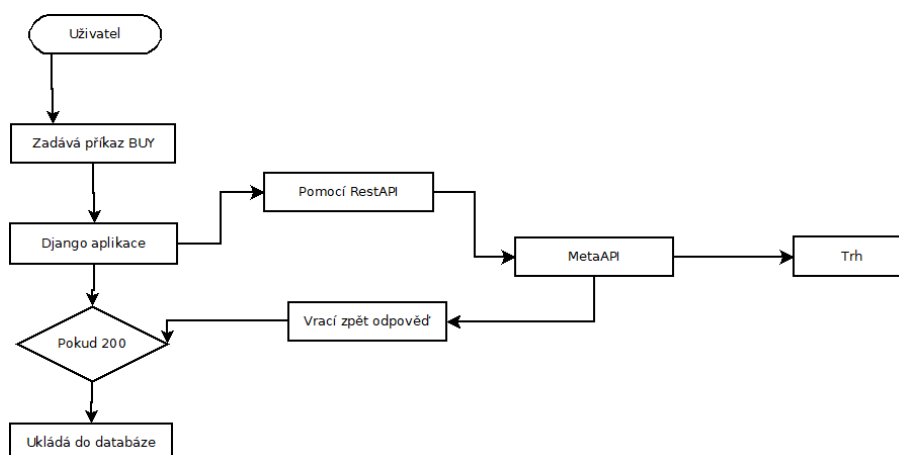 Uživatel
Zadává příkaz BUY
Pomocí RestAPI
Django aplikace
MetaAPI
Trh
Vrací zpět odpověď
Pokud 200
Ukládá do databáze